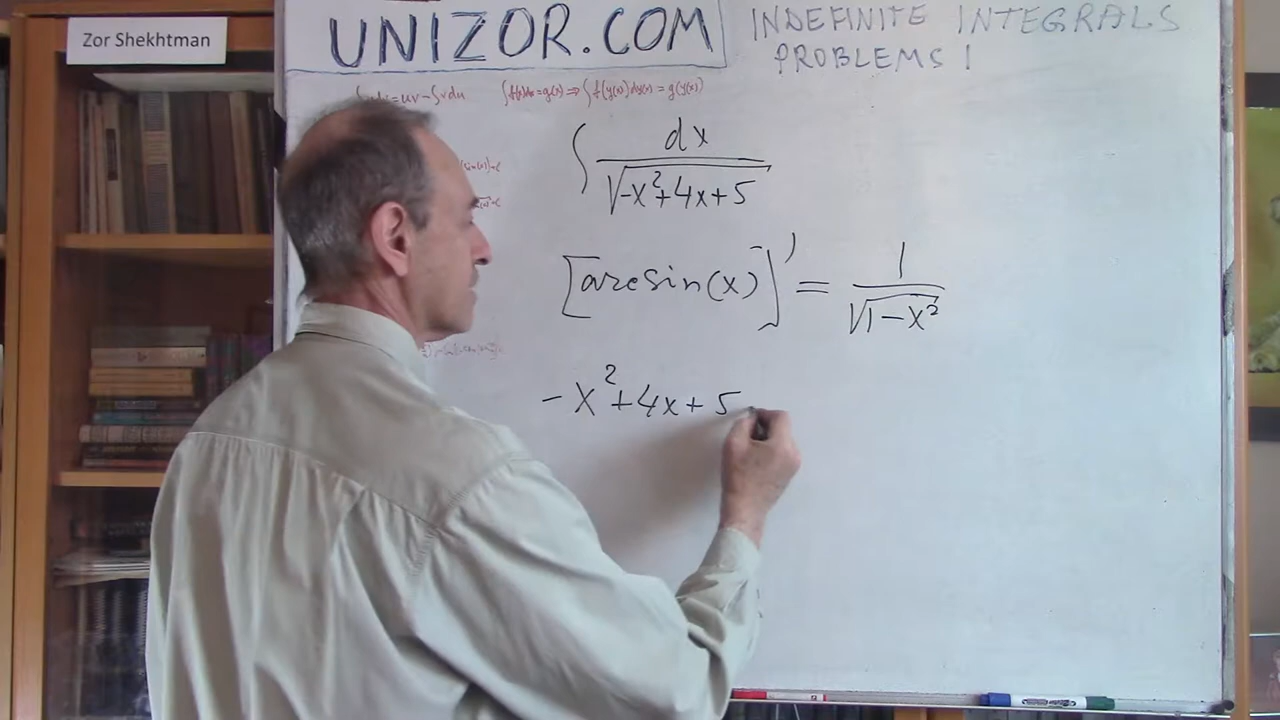 Zor Shekhtman
UNIZOR.COM
INDEFINITE INTEGRALS
PROBLEMS 1
=uv-∫vdu ∫f(x)dx=g(x) ⇒ ∫f(y(x))dy(x) = g(y(x))
∫ dx / √-x²+4x+5
[arcsin(x)]' = 1 / √1-x²
-x²+4x+5